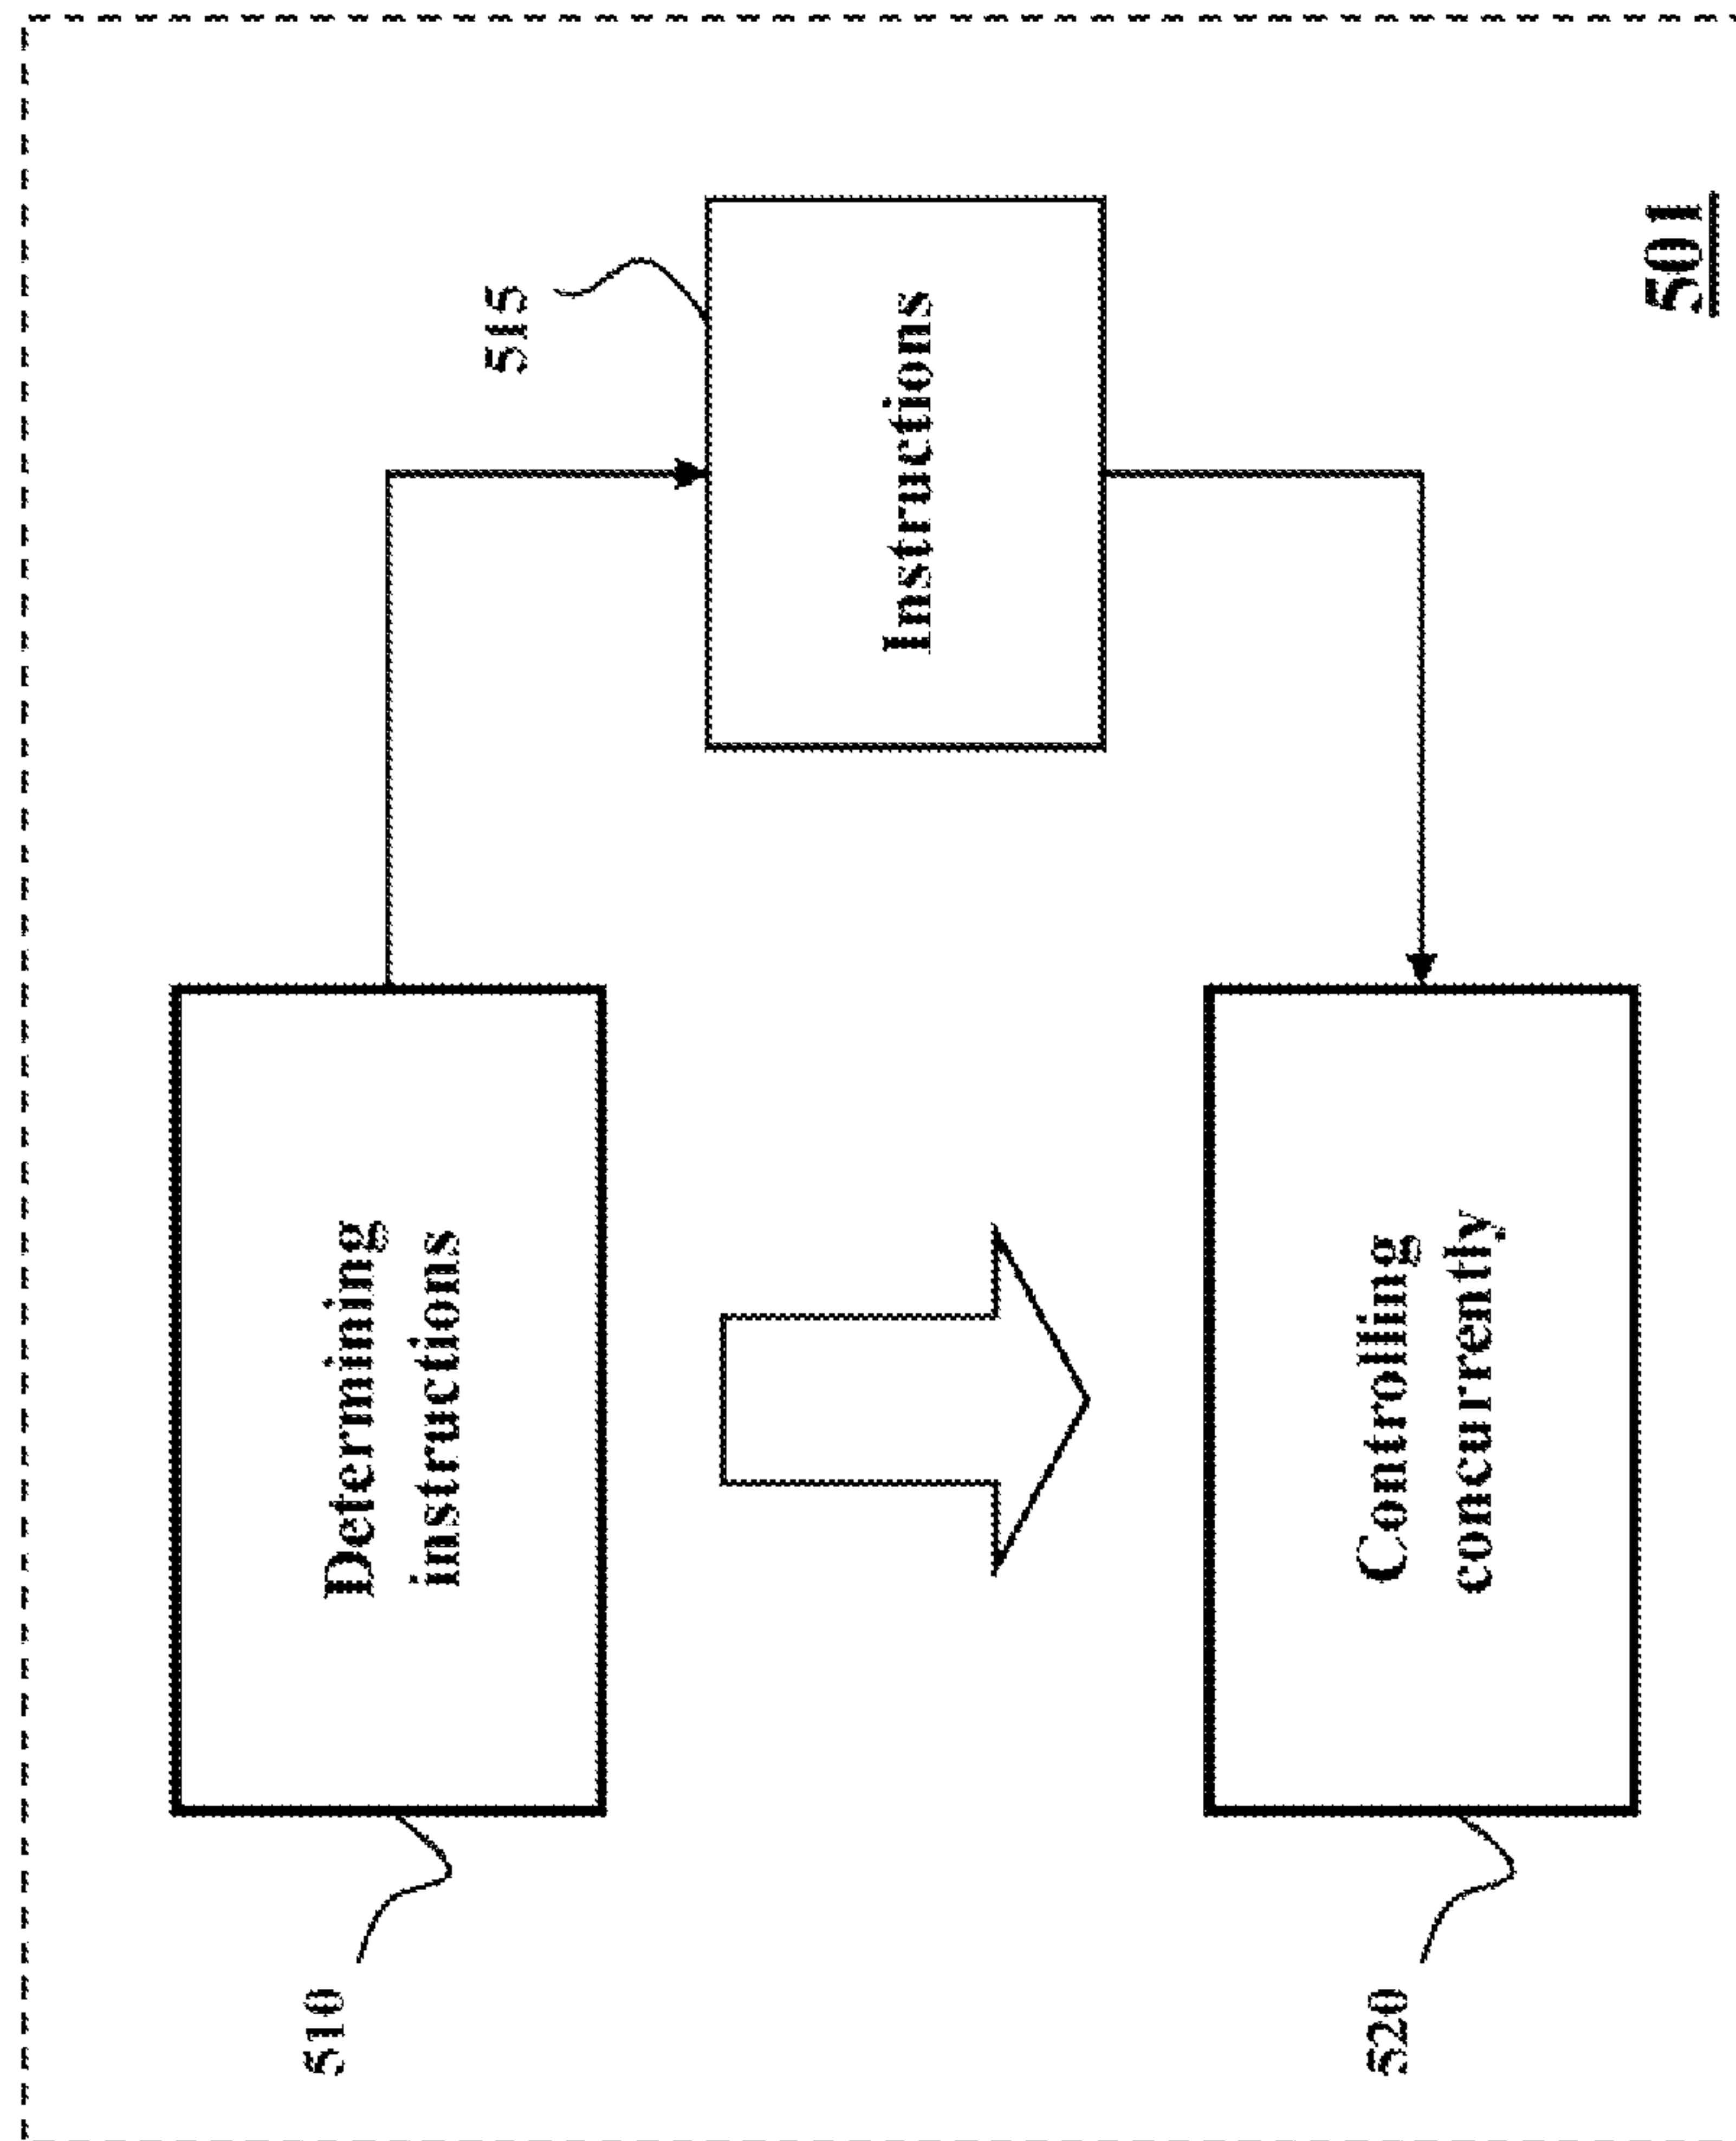 510
Determining
instructions
515
Instructions
520
Controlling
concurrently
501